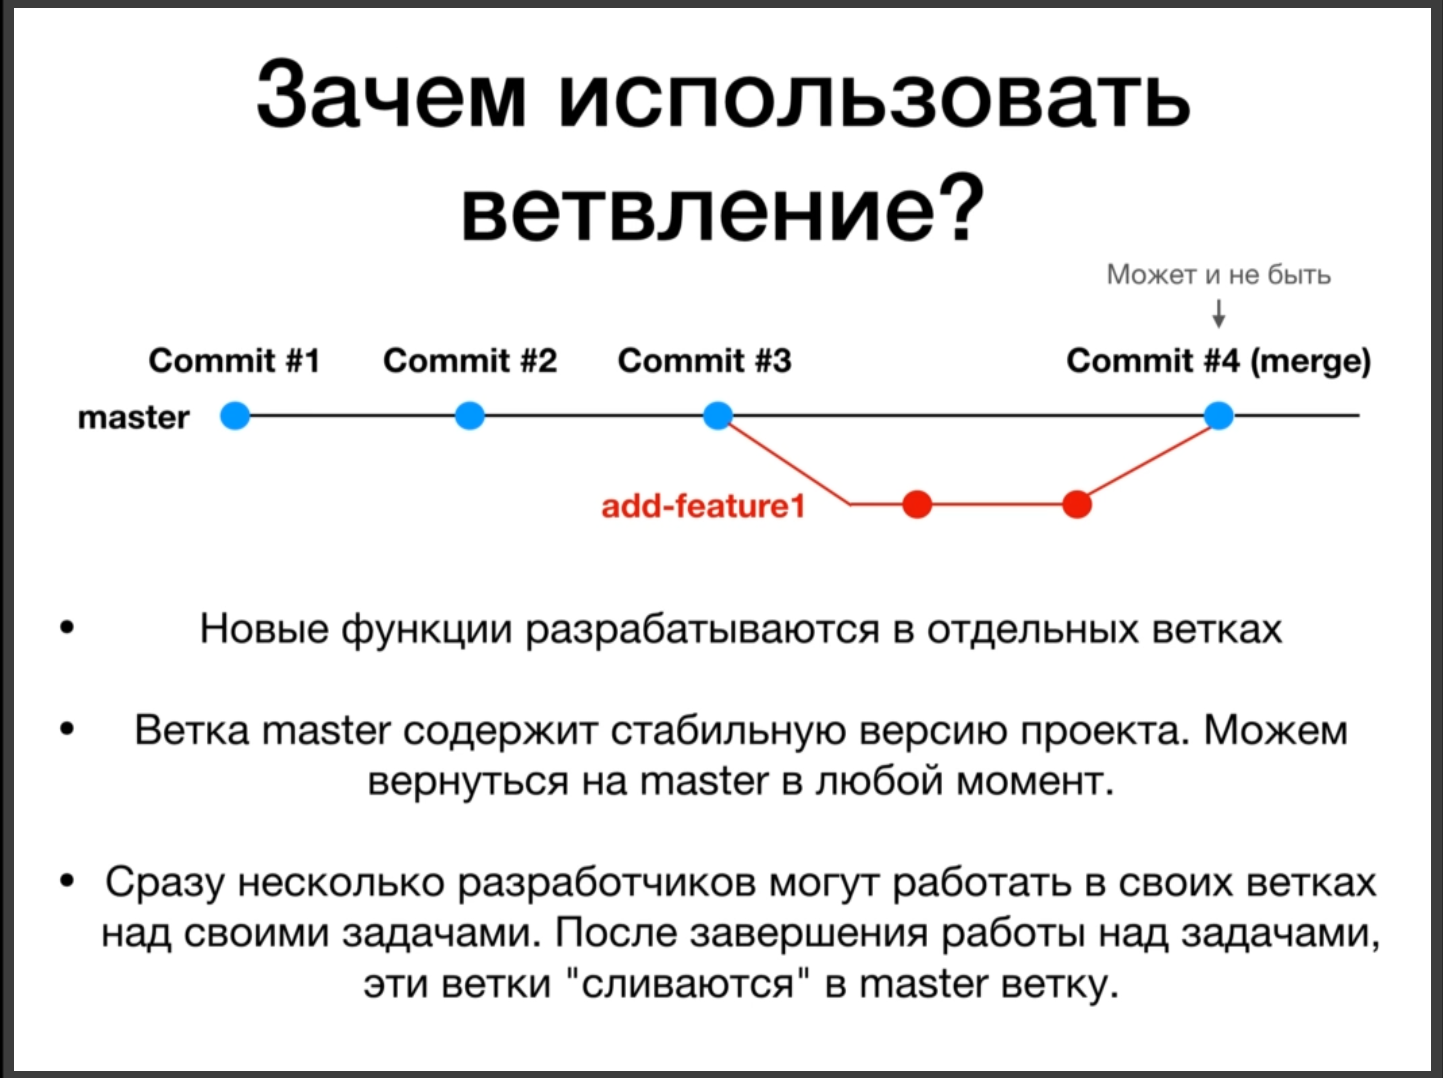 Зачем использовать
ветвление?
Может и не быть
Commit #1 Commit #2 Commit #3 Commit #4 (merge)
master
add-feature1
• Новые функции разрабатываются в отдельных ветках
• Ветка master содержит стабильную версию проекта. Можем
вернуться на master в любой момент.
• Сразу несколько разработчиков могут работать в своих ветках
над своими задачами. После завершения работы над задачами,
эти ветки "сливаются" в master ветку.